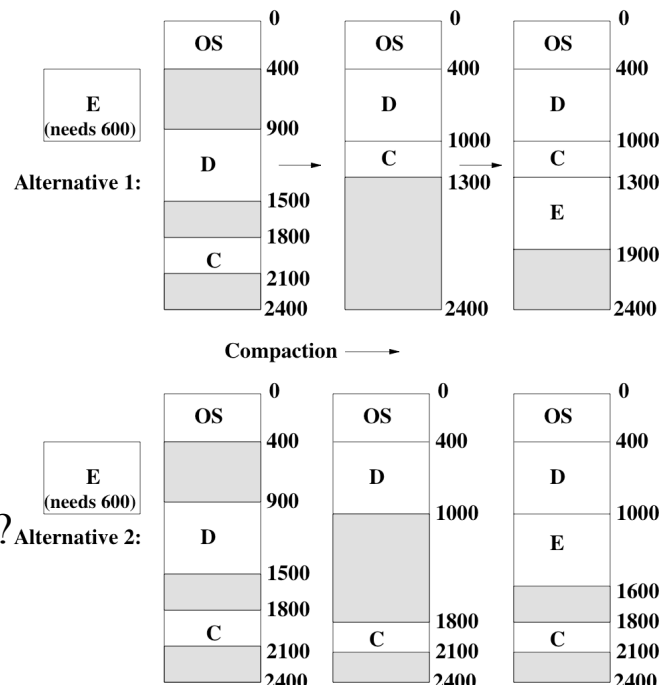 0
OS OS OS
400 400 400
E
(needs 600)
D D
900
1000 1000
D C C
Alternative 1:
1300 1300
1500
E
1800
1900
C
2100
2400 2400 2400
Compaction
0 0 0
OS OS OS
400 400 400
E
(needs 600)
D D
900
1000 1000
? Alternative 2:
D E
1500
1600
1800 1800 1800
C C C
2100 2100 2100
2400 2400 2400